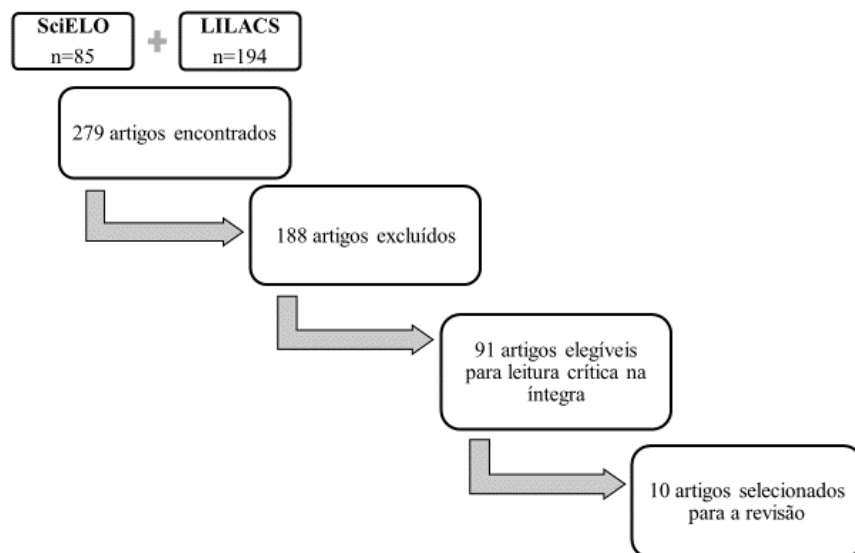 SciELO
n=85
LILACS
n=194
279 artigos encontrados
188 artigos excluídos
91 artigos elegíveis
para leitura crítica na
íntegra
10 artigos selecionados
para a revisão